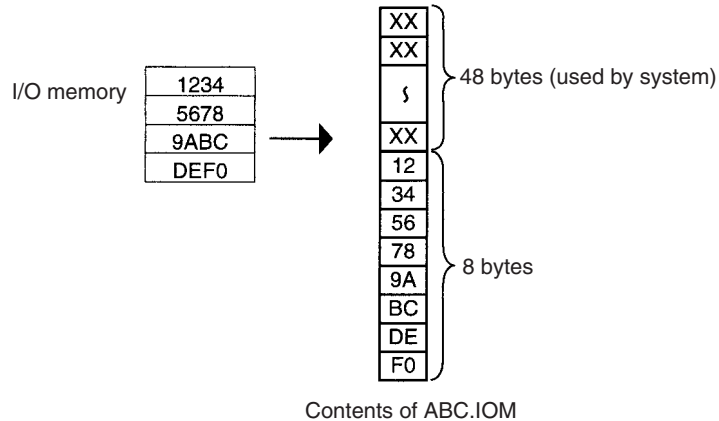 I/O memory
1234
5678
9ABC
DEF0
XX
XX
XX
12
34
56
78
9A
BC
DE
F0
48 bytes (used by system)
8 bytes
Contents of ABC.IOM